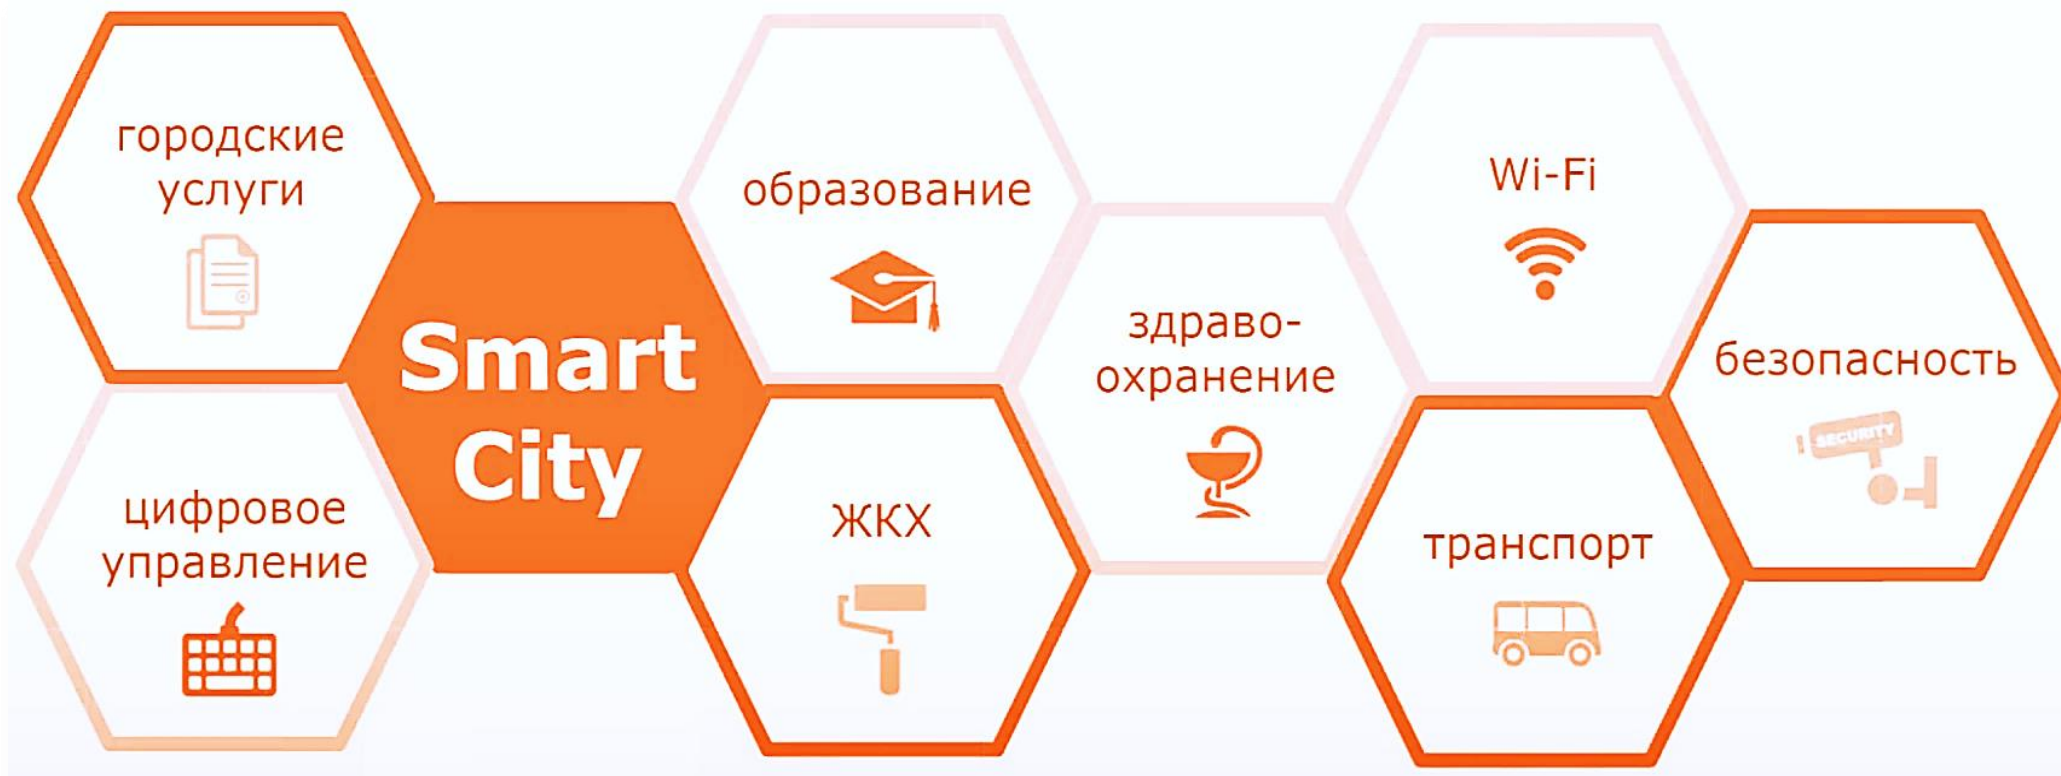 городские
услуги
цифровое
управление
Smart
City
образование
ЖКХ
здраво-
охранение
Wi-Fi
транспорт
безопасность
SECURITY